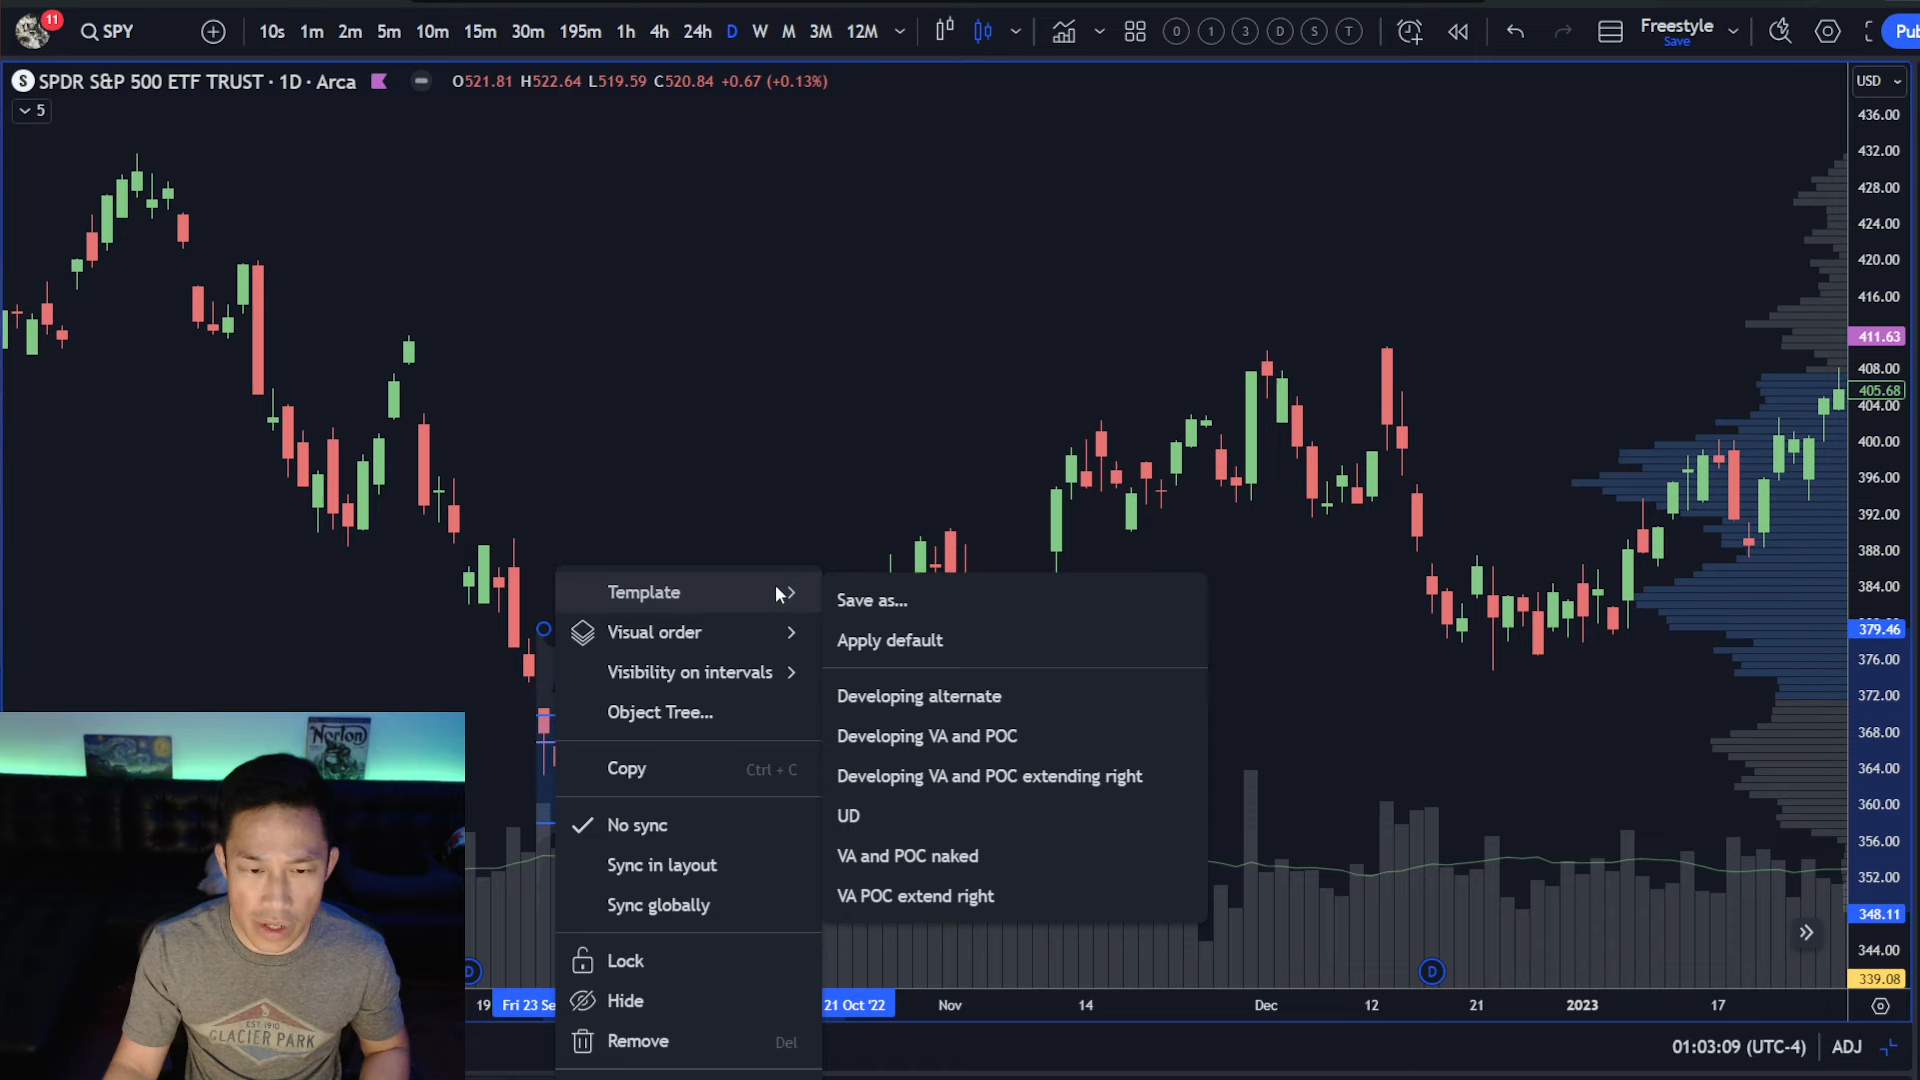 11
SPY
10s 1m 2m 5m 10m 15m 30m 195m 1h 4h 24h D W M 3M 12M
0 1 3 D S T
Freestyle
Save
Pub
S SPDR S&P 500 ETF TRUST · 1D · Arca
O521.81 H522.64 L519.59 C520.84 +0.67 (+0.13%)
USD
5
436.00
432.00
428.00
424.00
420.00
416.00
411.63
408.00
405.68
404.00
400.00
396.00
392.00
388.00
384.00
379.46
376.00
372.00
368.00
364.00
360.00
356.00
352.00
348.11
344.00
339.08
Template
Visual order
Visibility on intervals
Object Tree...
Copy Ctrl + C
No sync
Sync in layout
Sync globally
Lock
Hide
Remove Del
Save as...
Apply default
Developing alternate
Developing VA and POC
Developing VA and POC extending right
UD
VA and POC naked
VA POC extend right
Norton
EST 1910
GLACIER PARK
D
D
19 Fri 23 Se 21 Oct '22 Nov 14 Dec 12 21 2023 17
01:03:09 (UTC-4) ADJ